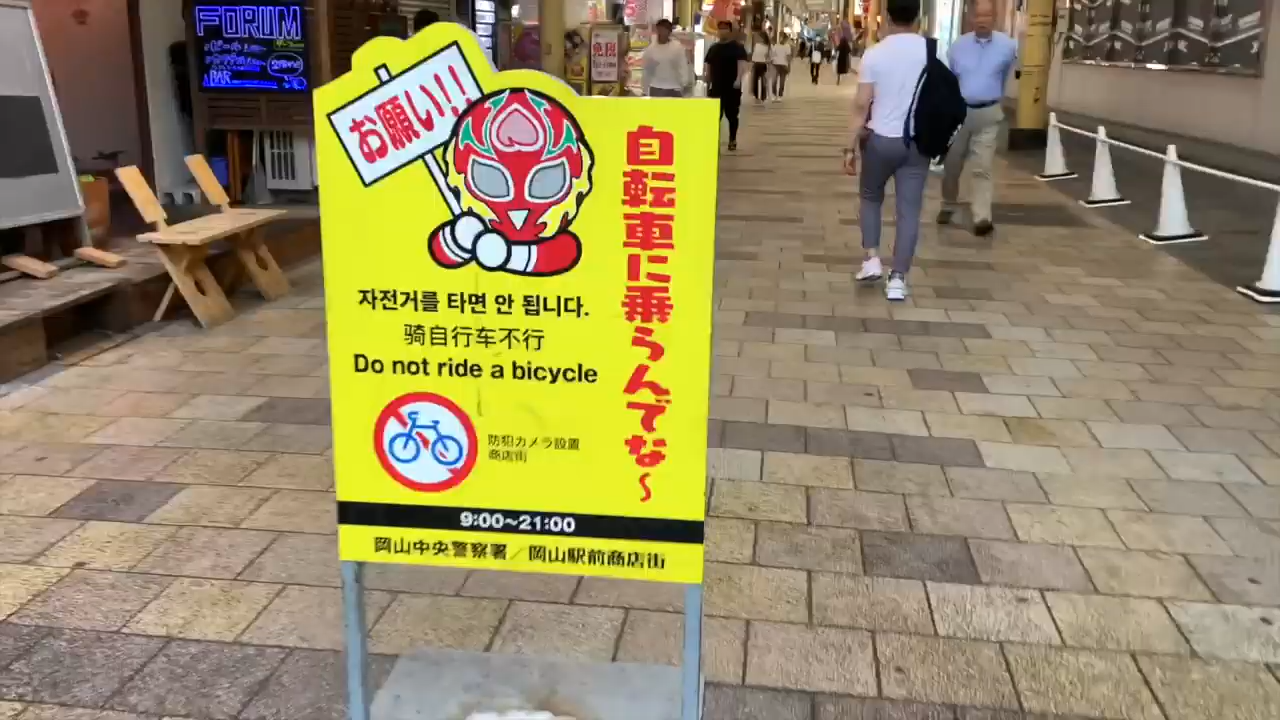 FORUM
BAR
お願い!!
自転車に乗らんでな〜
자전거를 타면 안 됩니다.
骑自行车不行
Do not ride a bicycle
防犯カメラ設置
商店街
9:00~21:00
岡山中央警察署/岡山駅前商店街
免税